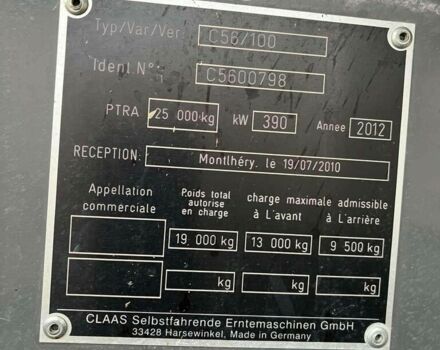 Typ/Var/Ver. C56/100
Ident.N°: C5600798
PTRA 25 000 kg kW 390 Annee 2012
RECEPTION: Montlhéry, le 19/07/2010
Appellation commerciale
Poids total autorise en charge
charge maximale admissible
à L'avant à L'arrière
19 000 kg 13 000 kg 9 500 kg
kg kg kg
CLAAS Selbstfahrende Erntemaschinen GmbH
33428 Harsewinkel, Made in Germany